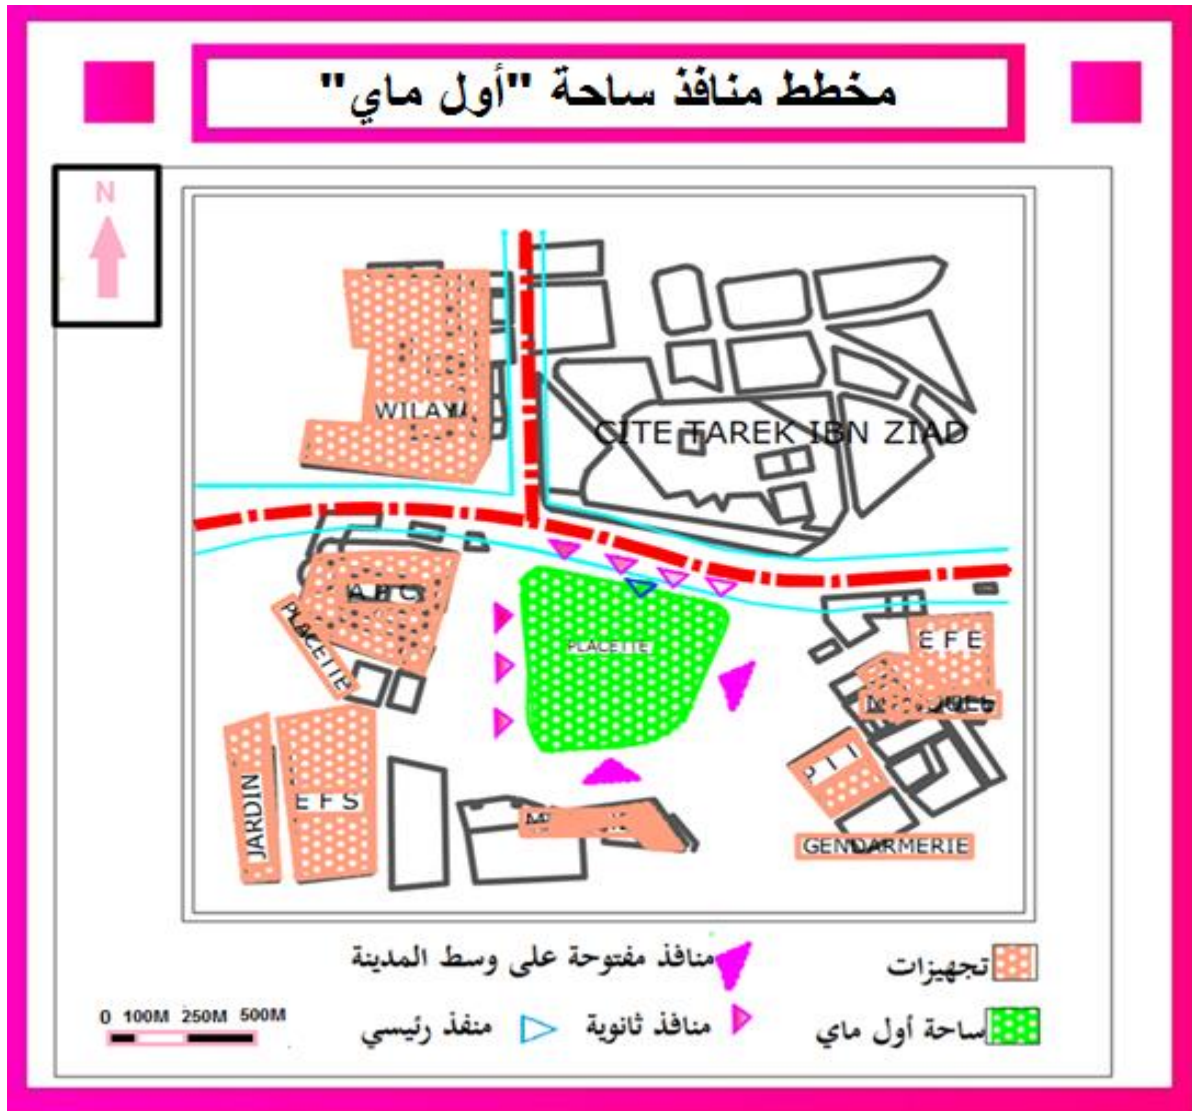 مخطط منافذ ساحة "أول ماي"
N
WILAYA
CITE TAREK IBN ZIAD
A P C
PLACETTE
PLACETTE
E F E
JARDIN
E F S
GENDARMERIE
تجهيزات
منافذ مفتوحة على وسط المدينة
ساحة أول ماي
منافذ ثانوية
منفذ رئيسي
0 100M 250M 500M